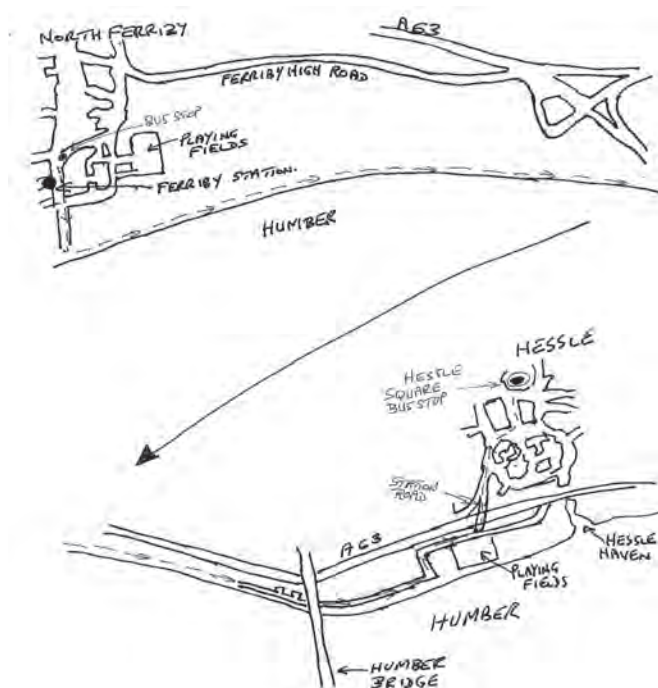 NORTH FERRIZY
A63
FERRIBY HIGH ROAD
BUS STOP
PLAYING
FIELDS
FERRIBY STATION.
HUMBER
HESSLE
HESSLE
SQUARE
BUS STOP
STATION
ROAD
A63
HESSLE
HAVEN
PLAYING
FIELDS
HUMBER
HUMBER
BRIDGE